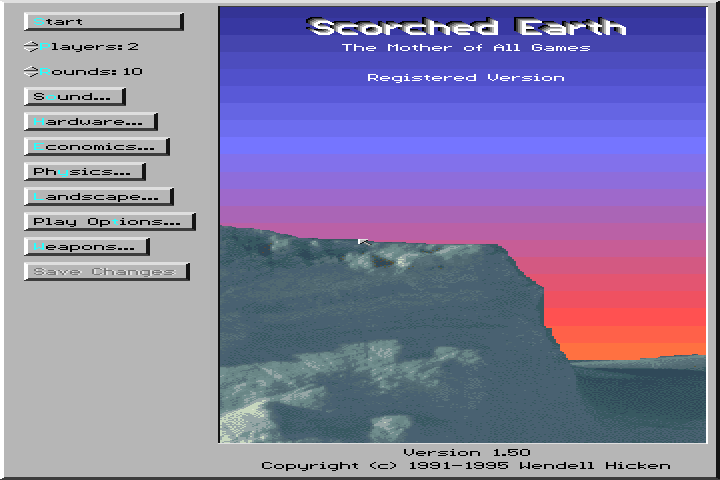 Start
Players: 2
Rounds: 10
Sound...
Hardware...
Economics...
Physics...
Landscape...
Play Options...
Weapons...
Save Changes
Scorched Earth
The Mother of All Games
Registered Version
Version 1.50
Copyright (c) 1991-1995 Wendell Hicken